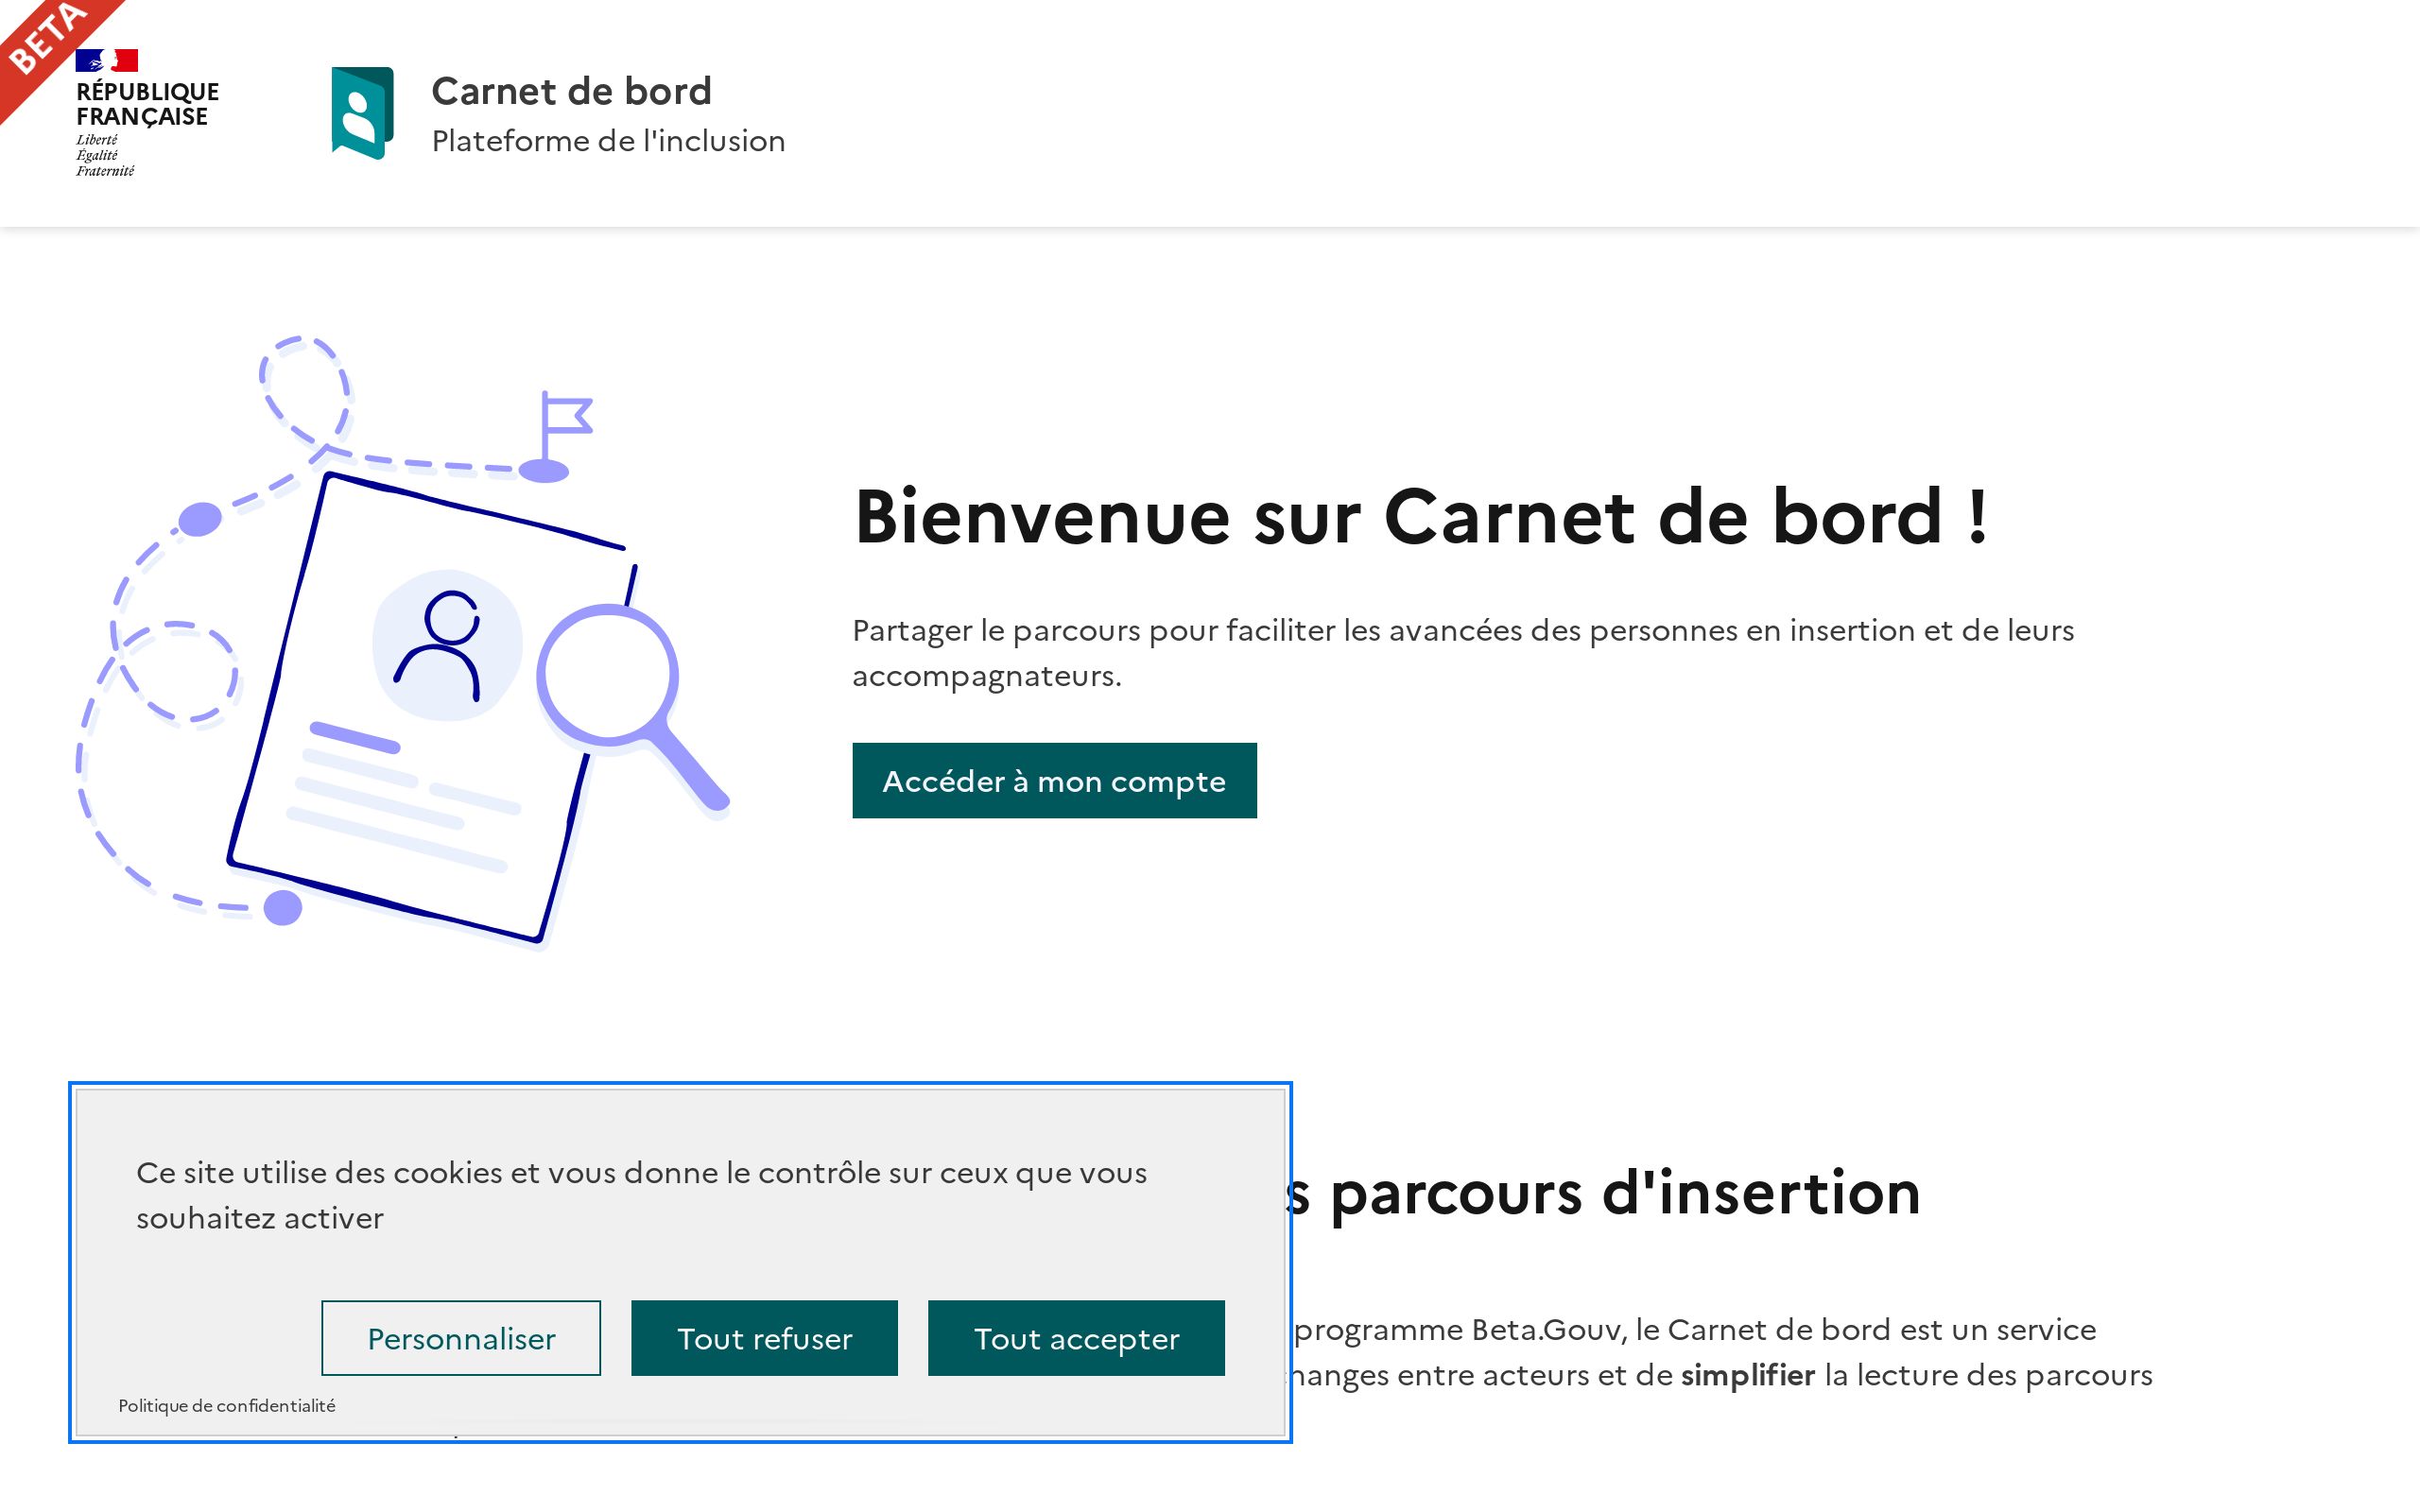 BETA
RÉPUBLIQUE
FRANÇAISE
Liberté
Égalité
Fraternité
Carnet de bord
Plateforme de l'inclusion
Bienvenue sur Carnet de bord !
Partager le parcours pour faciliter les avancées des personnes en insertion et de leurs
accompagnateurs.
Accéder à mon compte
s parcours d'insertion
programme Beta.Gouv, le Carnet de bord est un service
hanges entre acteurs et de simplifier la lecture des parcours
Ce site utilise des cookies et vous donne le contrôle sur ceux que vous
souhaitez activer
Personnaliser
Tout refuser
Tout accepter
Politique de confidentialité